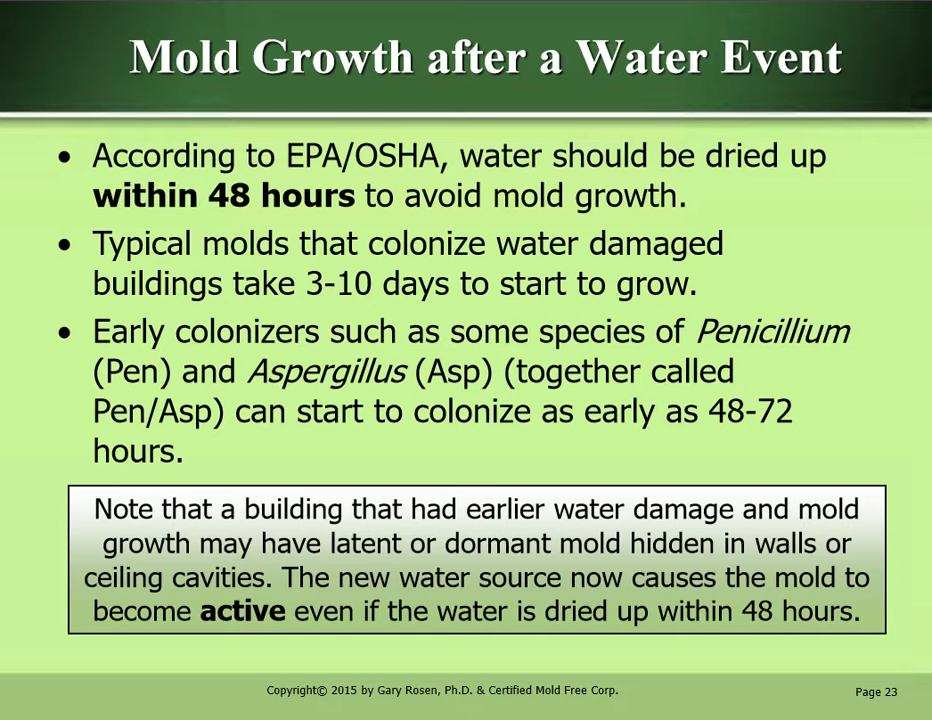 Mold Growth after a Water Event
• According to EPA/OSHA, water should be dried up
within 48 hours to avoid mold growth.
• Typical molds that colonize water damaged
buildings take 3-10 days to start to grow.
• Early colonizers such as some species of Penicillium
(Pen) and Aspergillus (Asp) (together called
Pen/Asp) can start to colonize as early as 48-72
hours.
Note that a building that had earlier water damage and mold
growth may have latent or dormant mold hidden in walls or
ceiling cavities. The new water source now causes the mold to
become active even if the water is dried up within 48 hours.
Copyright© 2015 by Gary Rosen, Ph.D. & Certified Mold Free Corp.
Page 23